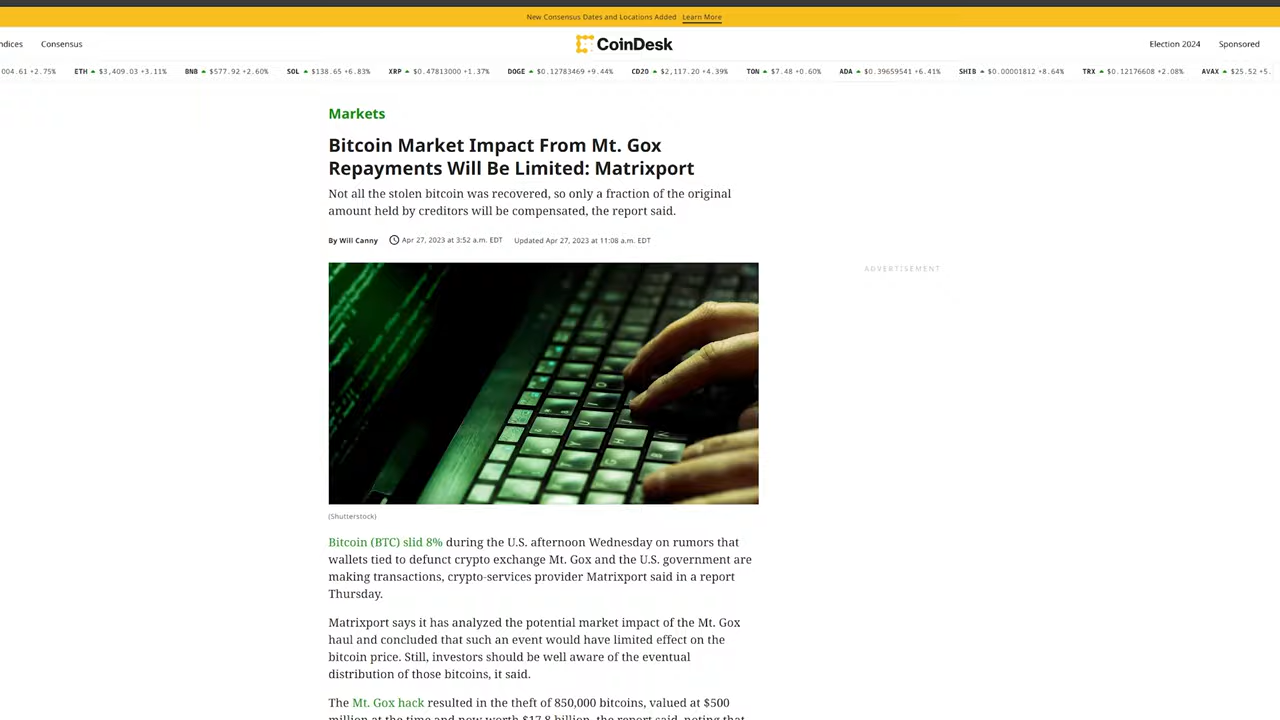 New Consensus Dates and Locations Added Learn More
ndices Consensus CoinDesk Election 2024 Sponsored
004.61 +2.75% ETH $3,409.03 +3.11% BNB $577.92 +2.60% SOL $138.65 +6.83% XRP $0.47813000 +1.37% DOGE $0.12783469 +9.44% CD20 $2,117.20 +4.39% TON $7.48 +0.60% ADA $0.39659541 +6.41% SHIB $0.00001812 +8.64% TRX $0.12176608 +2.08% AVAX $25.52 +5.
Markets
Bitcoin Market Impact From Mt. Gox
Repayments Will Be Limited: Matrixport
Not all the stolen bitcoin was recovered, so only a fraction of the original
amount held by creditors will be compensated, the report said.
By Will Canny Apr 27, 2023 at 3:52 a.m. EDT Updated Apr 27, 2023 at 11:08 a.m. EDT
ADVERTISEMENT
(Shutterstock)
Bitcoin (BTC) slid 8% during the U.S. afternoon Wednesday on rumors that
wallets tied to defunct crypto exchange Mt. Gox and the U.S. government are
making transactions, crypto-services provider Matrixport said in a report
Thursday.
Matrixport says it has analyzed the potential market impact of the Mt. Gox
haul and concluded that such an event would have limited effect on the
bitcoin price. Still, investors should be well aware of the eventual
distribution of those bitcoins, it said.
The Mt. Gox hack resulted in the theft of 850,000 bitcoins, valued at $500
million at the time and now worth $17.8 billion, the report said, noting that